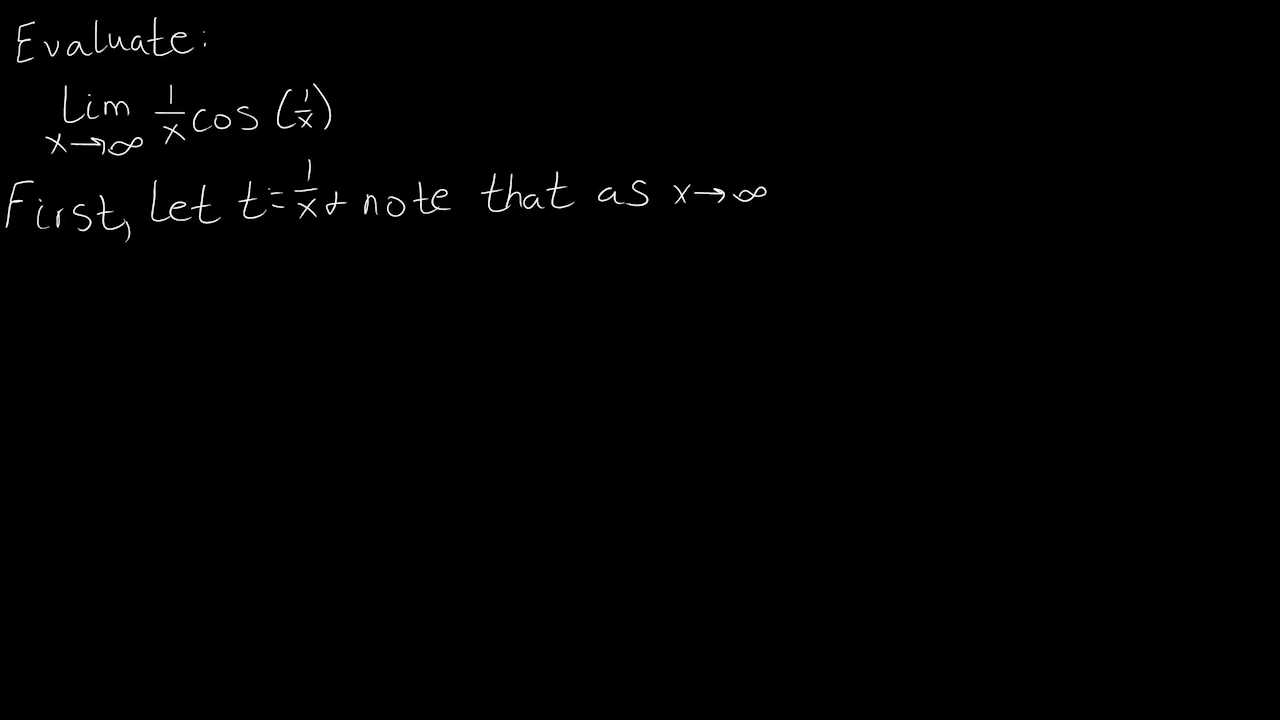 Evaluate:
Lim 1/x cos (1/x)
x→∞
First, Let t=1/x & note that as x→∞